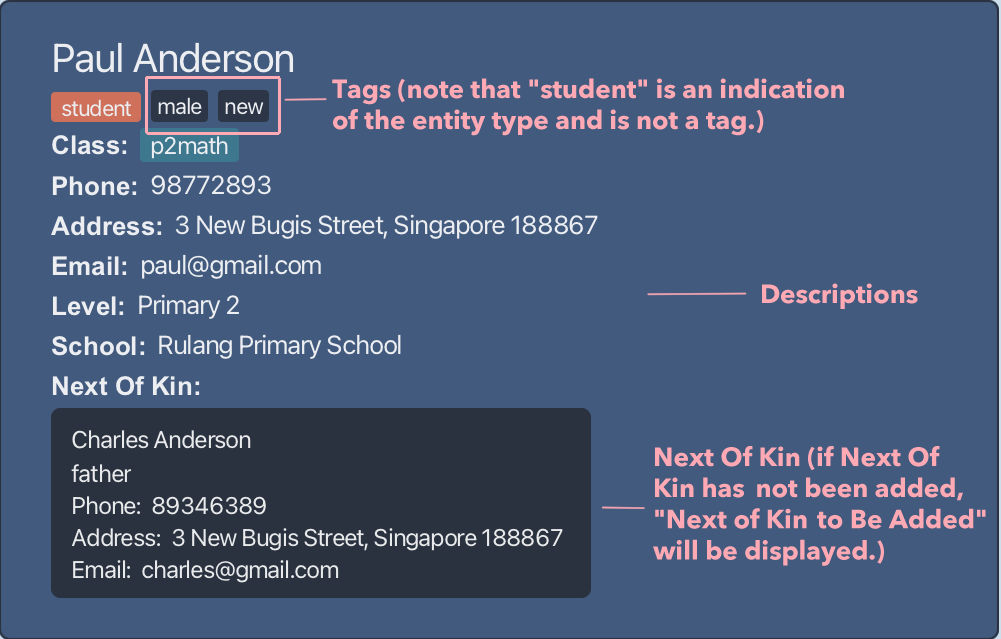 Paul Anderson
student male new
Tags (note that "student" is an indication
of the entity type and is not a tag.)
Class: p2math
Phone: 98772893
Address: 3 New Bugis Street, Singapore 188867
Email: paul@gmail.com
Level: Primary 2
Descriptions
School: Rulang Primary School
Next Of Kin:
Charles Anderson
father
Phone: 89346389
Address: 3 New Bugis Street, Singapore 188867
Email: charles@gmail.com
Next Of Kin (if Next Of
Kin has not been added,
"Next of Kin to Be Added"
will be displayed.)